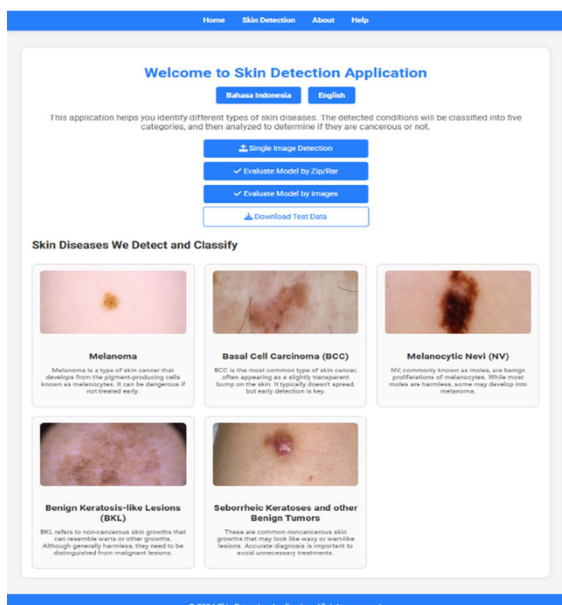 Home Skin Detection About Help
Welcome to Skin Detection Application
Bahasa Indonesia English
This application helps you identify different types of skin diseases. The detected conditions will be classified into five
categories, and then analyzed to determine if they are cancerous or not.
Single Image Detection
Evaluate Model by Zip/Rar
Evaluate Model by Images
Download Test Data
Skin Diseases We Detect and Classify
Melanoma
Melanoma is a type of skin cancer that
develops from the pigment-producing cells
known as melanocytes. It can be dangerous if
not treated early.
Basal Cell Carcinoma (BCC)
BCC is the most common type of skin cancer,
often appearing as a slightly transparent
bump on the skin. It typically doesn't spread,
but early detection is key.
Melanocytic Nevi (NV)
NV, commonly known as moles, are benign
proliferations of melanocytes. While most
moles are harmless, some may develop into
melanoma.
Benign Keratosis-like Lesions
(BKL)
BKL refers to non-cancerous skin growths that
can resemble warts or other growths.
Although generally harmless, they need to be
distinguished from malignant lesions.
Seborrheic Keratoses and other
Benign Tumors
These are common noncancerous skin
growths that may look like waxy or wart-like
lesions. Accurate diagnosis is important to
avoid unnecessary treatments.